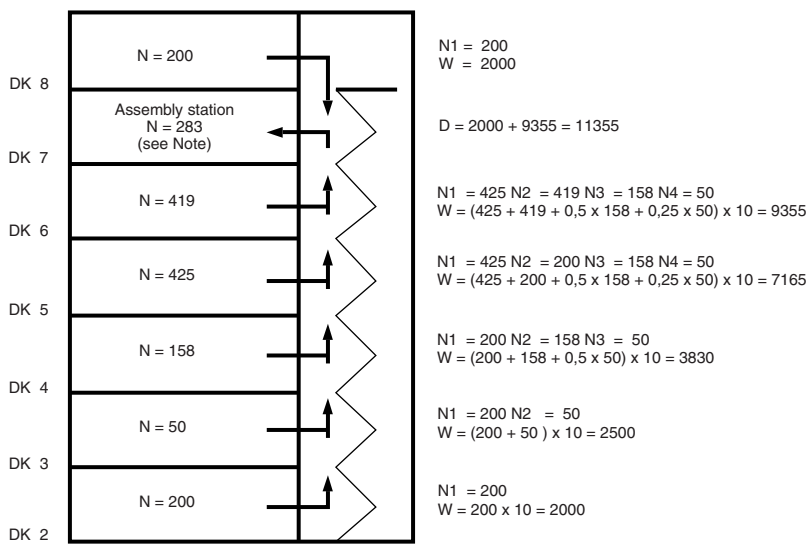 N = 200
N1 = 200
W = 2000
DK 8
Assembly station
N = 283
(see Note)
D = 2000 + 9355 = 11355
DK 7
N = 419
N1 = 425 N2 = 419 N3 = 158 N4 = 50
W = (425 + 419 + 0,5 x 158 + 0,25 x 50) x 10 = 9355
DK 6
N = 425
N1 = 425 N2 = 200 N3 = 158 N4 = 50
W = (425 + 200 + 0,5 x 158 + 0,25 x 50) x 10 = 7165
DK 5
N = 158
N1 = 200 N2 = 158 N3 = 50
W = (200 + 158 + 0,5 x 50) x 10 = 3830
DK 4
N = 50
N1 = 200 N2 = 50
W = (200 + 50 ) x 10 = 2500
DK 3
N = 200
N1 = 200
W = 200 x 10 = 2000
DK 2